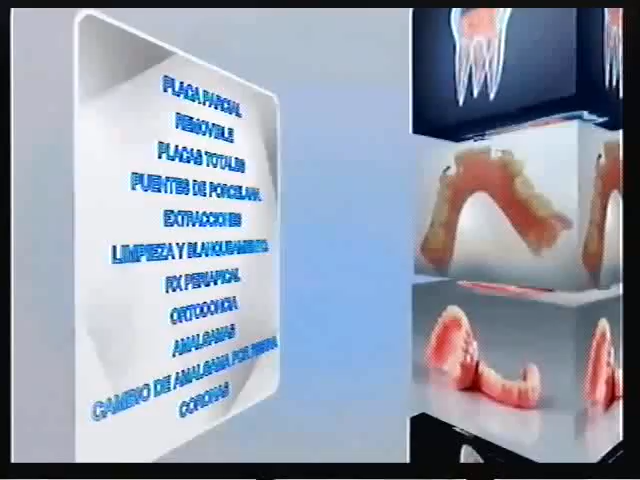 PLACA PARCIAL
REMOVIBLE
PLACAS TOTALES
PUENTES DE PORCELANA
EXTRACCIONES
LIMPIEZA Y BLANQUEAMIENTO
RX PERIAPICAL
ORTODONCIA
AMALGAMAS
CAMBIO DE AMALGAMA POR RESINA
CORONAS